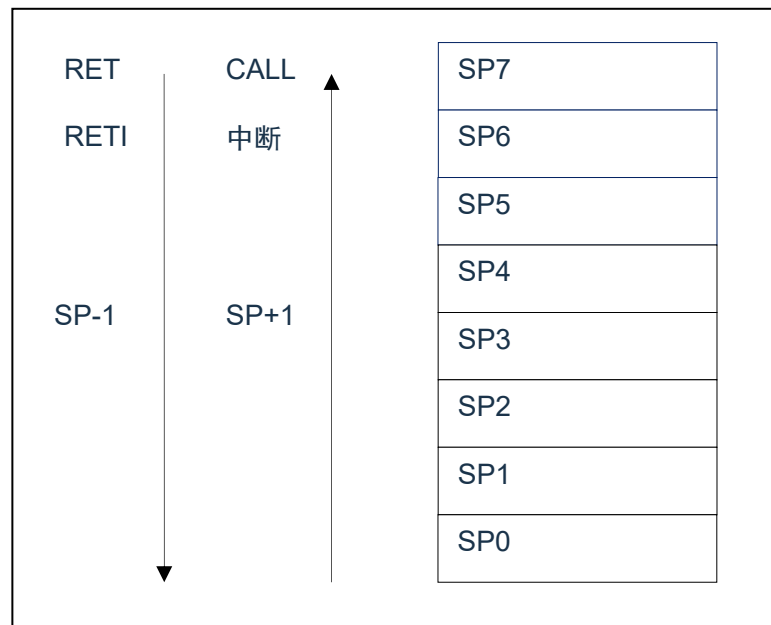 RET CALL SP7
RETI 中断 SP6
SP5
SP4
SP-1 SP+1 SP3
SP2
SP1
SP0